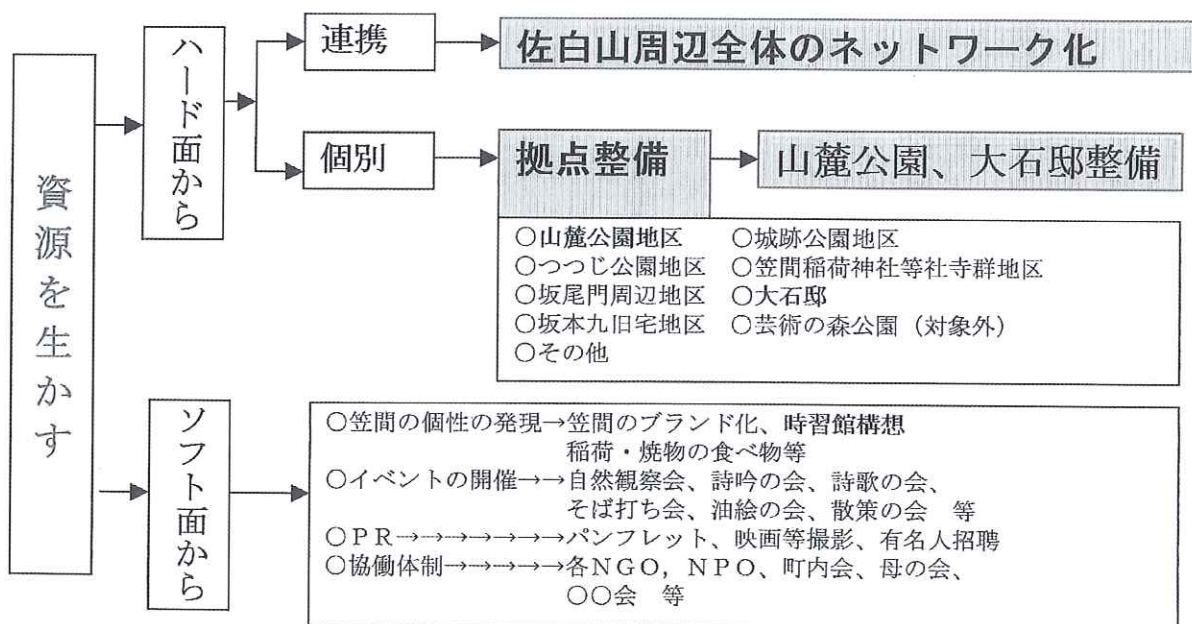 資源を生かす
ハード面から
連携
佐白山周辺全体のネットワーク化
個別
拠点整備
山麓公園、大石邸整備
○山麓公園地区　○城跡公園地区
○つつじ公園地区　○笠間稲荷神社等社寺群地区
○坂尾門周辺地区　○大石邸
○坂本九旧宅地区　○芸術の森公園（対象外）
○その他
ソフト面から
○笠間の個性の発現→笠間のブランド化、時習館構想
稲荷・焼物の食べ物等
○イベントの開催→→自然観察会、詩吟の会、詩歌の会、
そば打ち会、油絵の会、散策の会　等
○ＰＲ→→→→→→→パンフレット、映画等撮影、有名人招聘
○協働体制→→→→→各ＮＧＯ，ＮＰＯ、町内会、母の会、
○○会　等